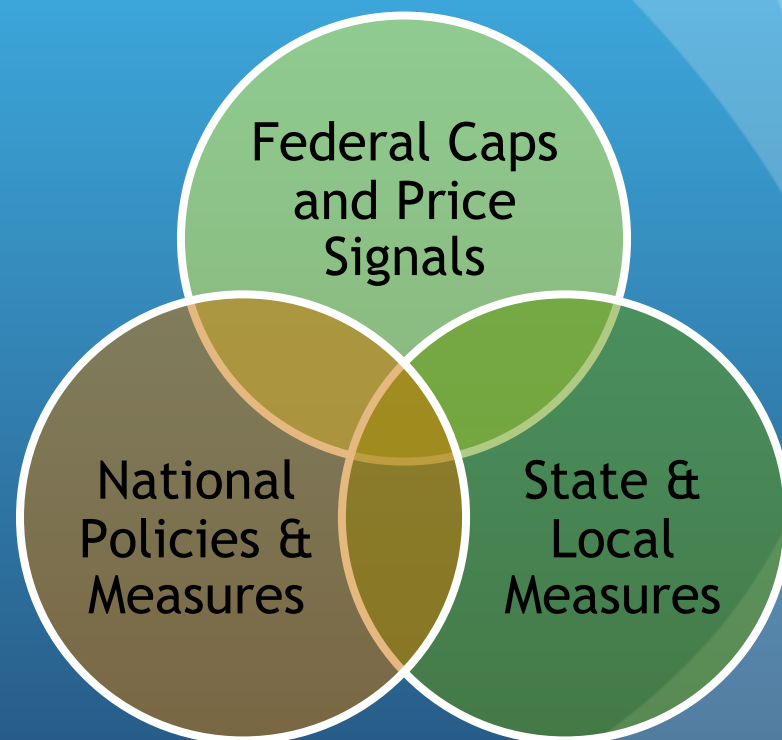 Federal Caps
and Price
Signals
National
Policies &
Measures
State &
Local
Measures